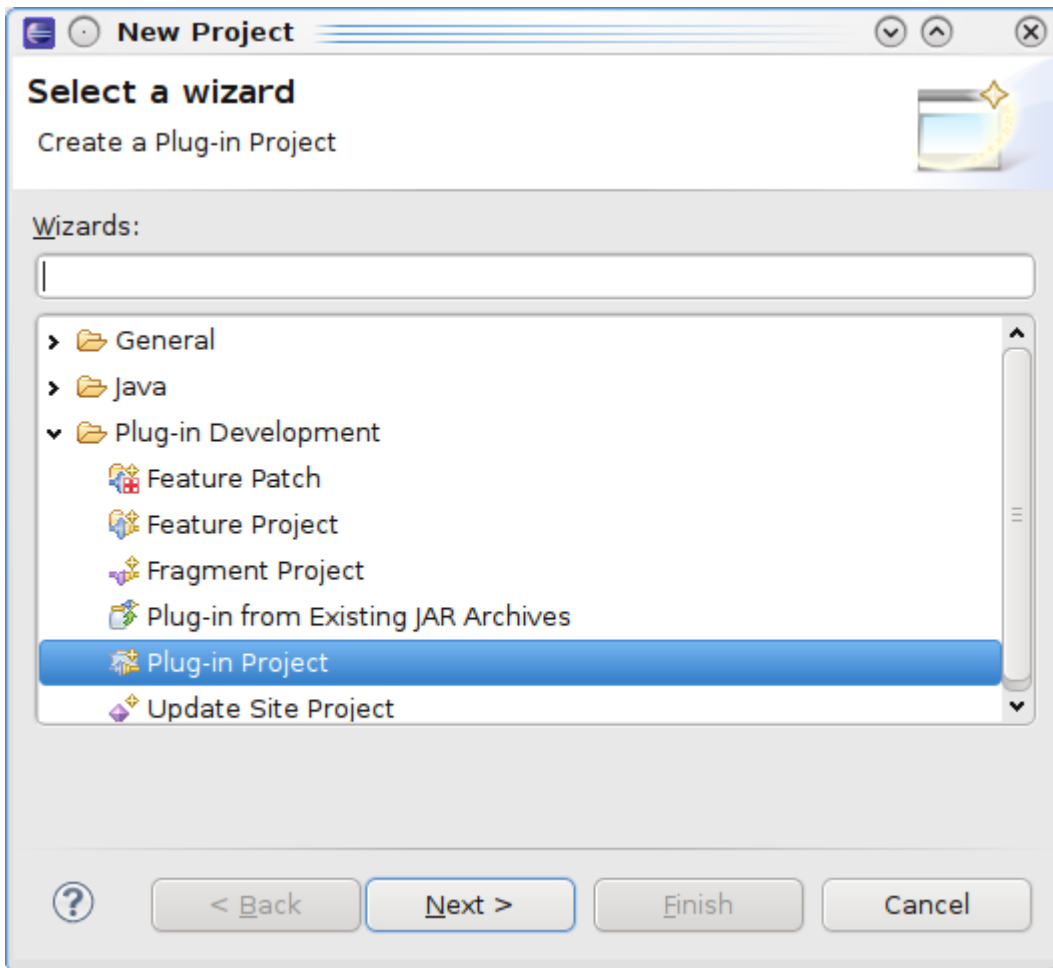 New Project
Select a wizard
Create a Plug-in Project
Wizards:
General
Java
Plug-in Development
Feature Patch
Feature Project
Fragment Project
Plug-in from Existing JAR Archives
Plug-in Project
Update Site Project
? < Back Next > Finish Cancel